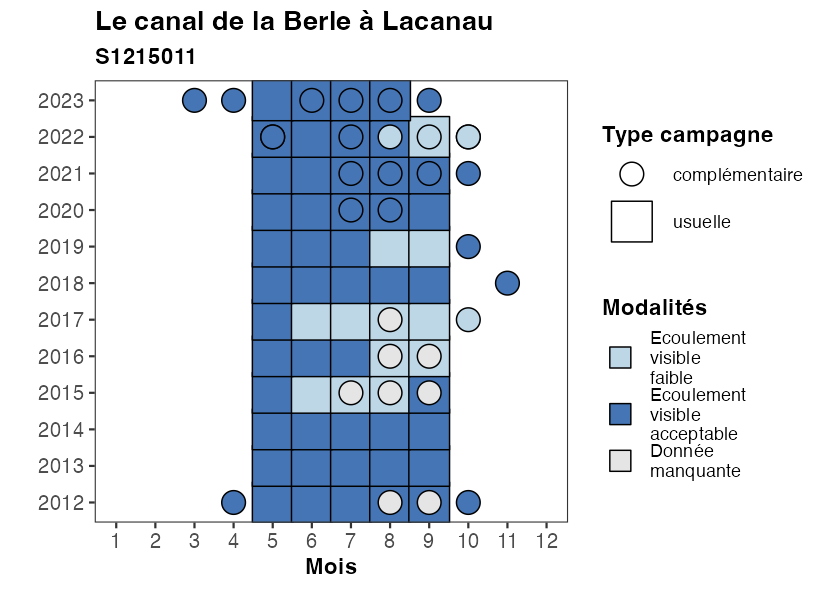 Le canal de la Berle à Lacanau
S1215011
2023
2022
2021
2020
2019
2018
2017
2016
2015
2014
2013
2012
1 2 3 4 5 6 7 8 9 10 11 12
Mois
Type campagne
complémentaire
usuelle
Modalités
Ecoulement
visible
faible
Ecoulement
visible
acceptable
Donnée
manquante